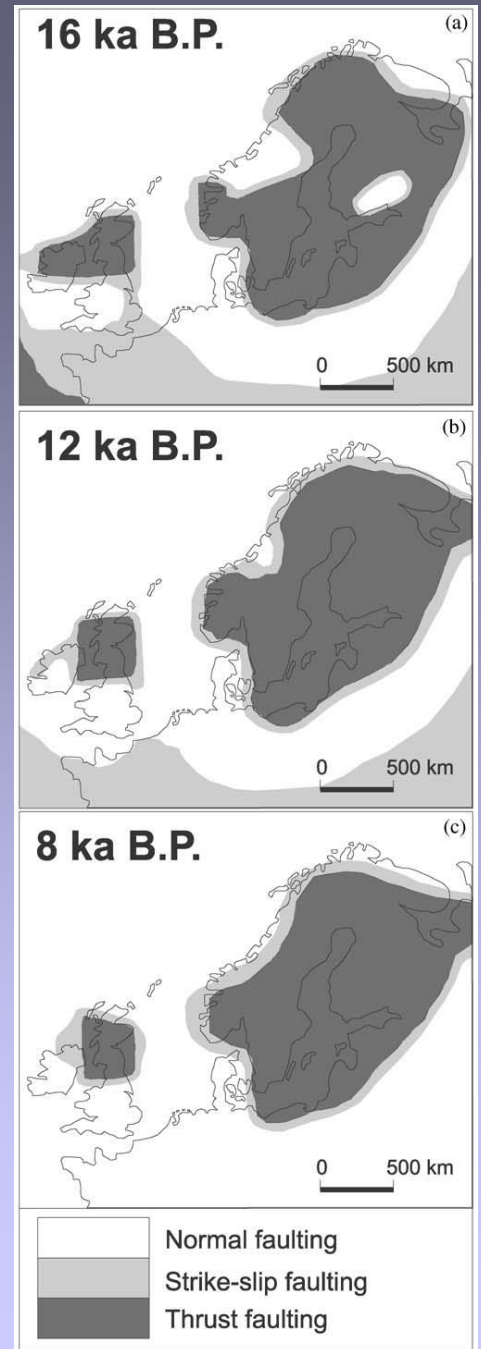 16 ka B.P.
(a)
0 500 km
12 ka B.P.
(b)
0 500 km
8 ka B.P.
(c)
0 500 km
Normal faulting
Strike-slip faulting
Thrust faulting